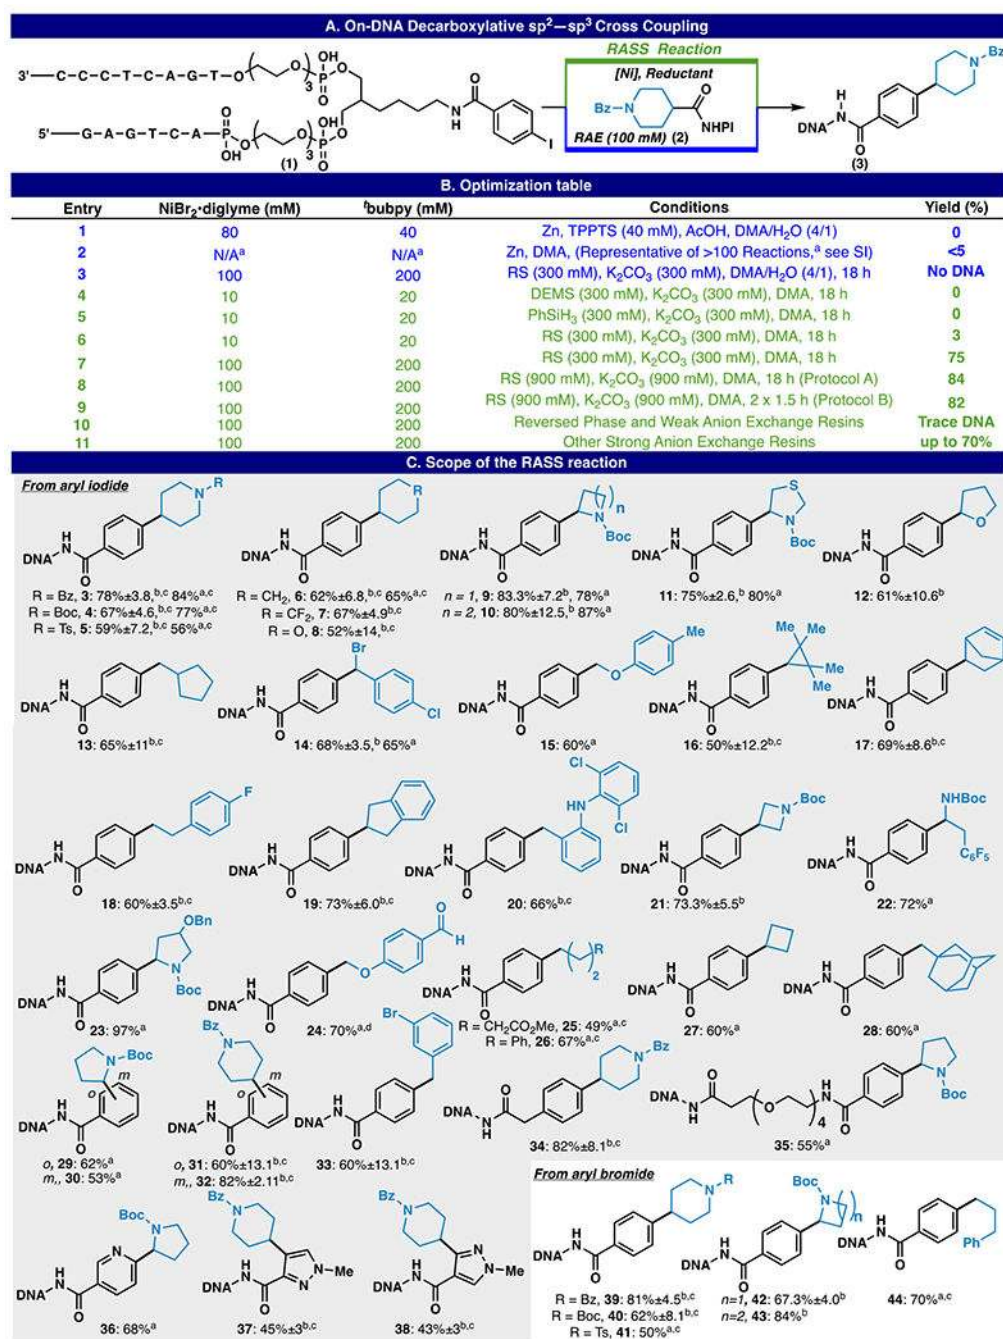 A. On-DNA Decarboxylative sp²—sp³ Cross Coupling
RASS Reaction
[Ni], Reductant
RAE (100 mM) (2)
3' C-C-C-T-C-A-G-T-O
5' G-A-G-T-C-A-P
(1)
(3)
B. Optimization table
Entry NiBr₂·diglyme (mM) ᵗbubpy (mM) Conditions Yield (%)
1 80 40 Zn, TPPTS (40 mM), AcOH, DMA/H₂O (4/1) 0
2 N/Aᵃ N/Aᵃ Zn, DMA, (Representative of >100 Reactions,ᵃ see SI) <5
3 100 200 RS (300 mM), K₂CO₃ (300 mM), DMA/H₂O (4/1), 18 h No DNA
4 10 20 DEMS (300 mM), K₂CO₃ (300 mM), DMA, 18 h 0
5 10 20 PhSiH₃ (300 mM), K₂CO₃ (300 mM), DMA, 18 h 0
6 10 20 RS (300 mM), K₂CO₃ (300 mM), DMA, 18 h 3
7 100 200 RS (300 mM), K₂CO₃ (300 mM), DMA, 18 h 75
8 100 200 RS (900 mM), K₂CO₃ (900 mM), DMA, 18 h (Protocol A) 84
9 100 200 RS (900 mM), K₂CO₃ (900 mM), DMA, 2 x 1.5 h (Protocol B) 82
10 100 200 Reversed Phase and Weak Anion Exchange Resins Trace DNA
11 100 200 Other Strong Anion Exchange Resins up to 70%
C. Scope of the RASS reaction
From aryl iodide
R = Bz, 3: 78%±3.8,ᵇ·ᶜ 84%ᵃ·ᶜ
R = Boc, 4: 67%±4.6,ᵇ·ᶜ 77%ᵃ·ᶜ
R = Ts, 5: 59%±7.2,ᵇ·ᶜ 56%ᵃ·ᶜ
R = CH₂, 6: 62%±6.8,ᵇ·ᶜ 65%ᵃ·ᶜ
R = CF₂, 7: 67%±4.9ᵇ·ᶜ
R = O, 8: 52%±14,ᵇ·ᶜ
n = 1, 9: 83.3%±7.2ᵇ, 78%ᵃ
n = 2, 10: 80%±12.5,ᵇ 87%ᵃ
11: 75%±2.6,ᵇ 80%ᵃ
12: 61%±10.6ᵇ
13: 65%±11ᵇ·ᶜ
14: 68%±3.5,ᵇ 65%ᵃ
15: 60%ᵃ
16: 50%±12.2ᵇ·ᶜ
17: 69%±8.6ᵇ·ᶜ
18: 60%±3.5ᵇ·ᶜ
19: 73%±6.0ᵇ·ᶜ
20: 66%ᵇ·ᶜ
21: 73.3%±5.5ᵇ
22: 72%ᵃ
23: 97%ᵃ
24: 70%ᵃ·ᵈ
R = CH₂CO₂Me, 25: 49%ᵃ·ᶜ
R = Ph, 26: 67%ᵃ·ᶜ
27: 60%ᵃ
28: 60%ᵃ
o, 29: 62%ᵃ
m,, 30: 53%ᵃ
o, 31: 60%±13.1ᵇ·ᶜ
m,, 32: 82%±2.11ᵇ·ᶜ
33: 60%±13.1ᵇ·ᶜ
34: 82%±8.1ᵇ·ᶜ
35: 55%ᵃ
36: 68%ᵃ
37: 45%±3ᵇ·ᶜ
38: 43%±3ᵇ·ᶜ
From aryl bromide
R = Bz, 39: 81%±4.5ᵇ·ᶜ
R = Boc, 40: 62%±8.1ᵇ·ᶜ
R = Ts, 41: 50%ᵃ·ᶜ
n=1, 42: 67.3%±4.0ᵇ
n=2, 43: 84%ᵇ
44: 70%ᵃ·ᶜ